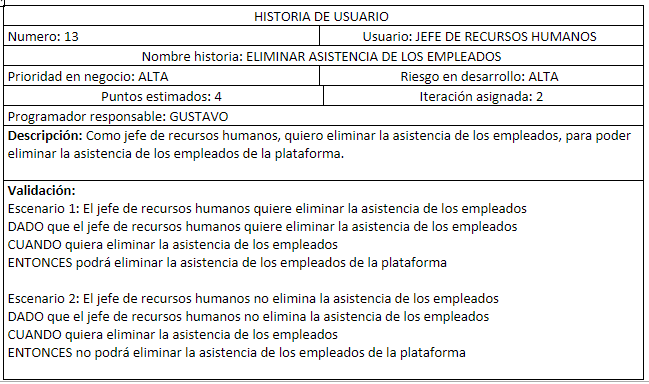 HISTORIA DE USUARIO
Numero: 13
Usuario: JEFE DE RECURSOS HUMANOS
Nombre historia: ELIMINAR ASISTENCIA DE LOS EMPLEADOS
Prioridad en negocio: ALTA
Riesgo en desarrollo: ALTA
Puntos estimados: 4
Iteración asignada: 2
Programador responsable: GUSTAVO
Descripción: Como jefe de recursos humanos, quiero eliminar la asistencia de los empleados, para poder
eliminar la asistencia de los empleados de la plataforma.
Validación:
Escenario 1: El jefe de recursos humanos quiere eliminar la asistencia de los empleados
DADO que el jefe de recursos humanos quiere eliminar la asistencia de los empleados
CUANDO quiera eliminar la asistencia de los empleados
ENTONCES podrá eliminar la asistencia de los empleados de la plataforma
Escenario 2: El jefe de recursos humanos no elimina la asistencia de los empleados
DADO que el jefe de recursos humanos no elimina la asistencia de los empleados
CUANDO quiera eliminar la asistencia de los empleados
ENTONCES no podrá eliminar la asistencia de los empleados de la plataforma